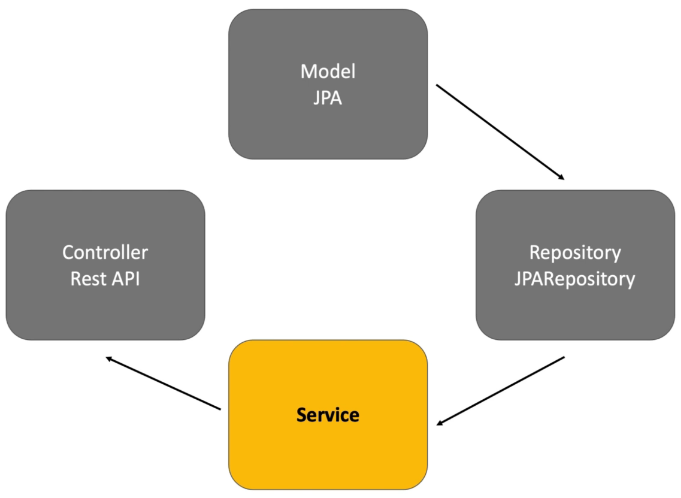 Model
JPA
Controller
Rest API
Repository
JPARepository
Service